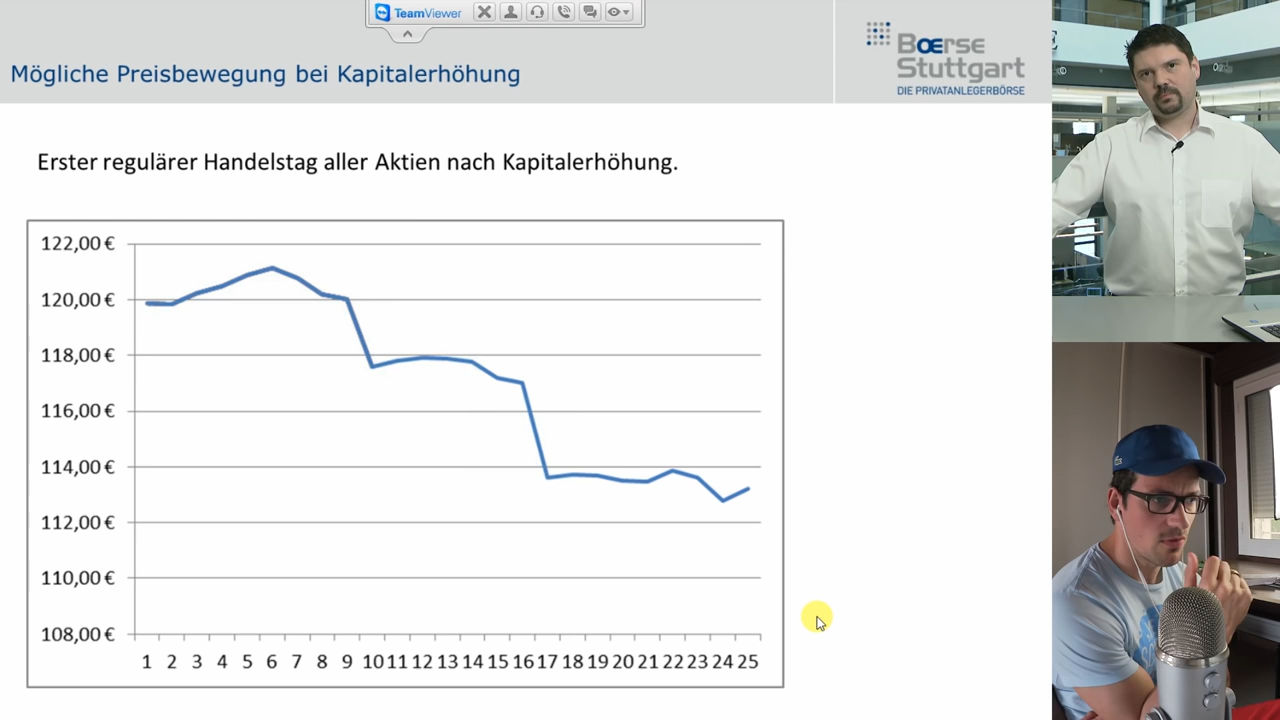 TeamViewer
Mögliche Preisbewegung bei Kapitalerhöhung
Bœrse
Stuttgart
DIE PRIVATANLEGERBÖRSE
Erster regulärer Handelstag aller Aktien nach Kapitalerhöhung.
122,00 €
120,00 €
118,00 €
116,00 €
114,00 €
112,00 €
110,00 €
108,00 €
1 2 3 4 5 6 7 8 9 10 11 12 13 14 15 16 17 18 19 20 21 22 23 24 25